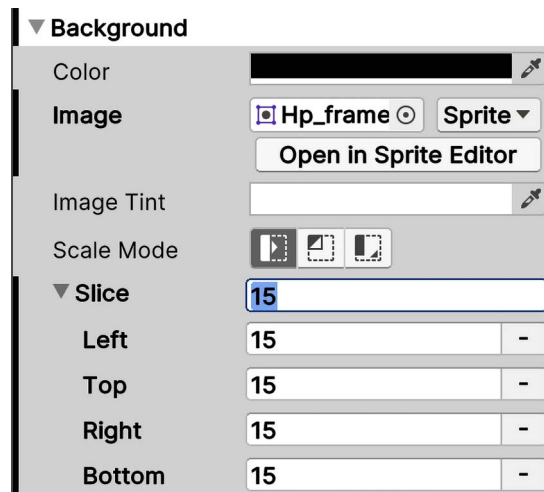 Background
Color
Image Hp_frame Sprite
Open in Sprite Editor
Image Tint
Scale Mode
Slice 15
Left 15 -
Top 15 -
Right 15 -
Bottom 15 -